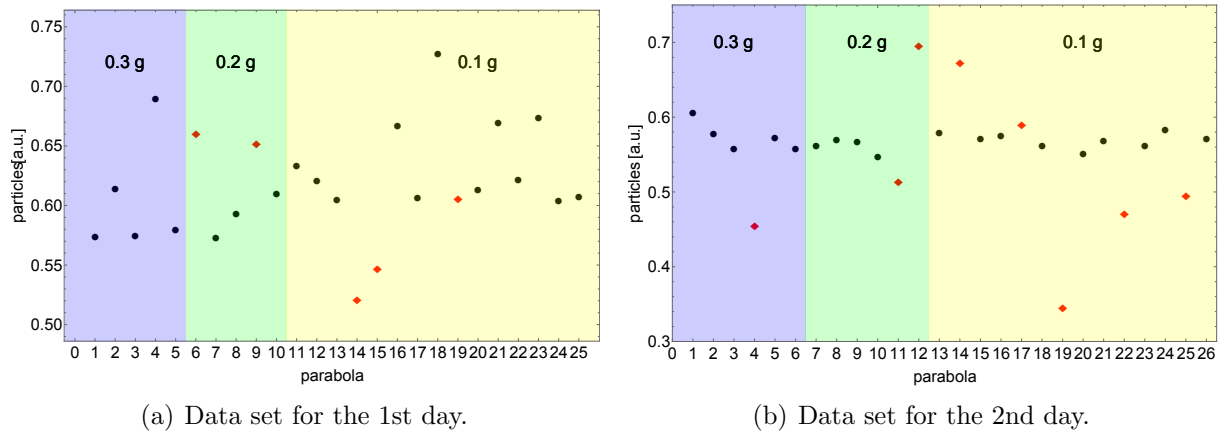 0.75
0.70
0.65
0.60
0.55
0.50
particles[a.u.]
0.3 g
0.2 g
0.1 g
0 1 2 3 4 5 6 7 8 9 10 11 12 13 14 15 16 17 18 19 20 21 22 23 24 25
parabola
(a) Data set for the 1st day.
0.7
0.6
0.5
0.4
0.3
particles [a.u.]
0.3 g
0.2 g
0.1 g
0 1 2 3 4 5 6 7 8 9 10 11 12 13 14 15 16 17 18 19 20 21 22 23 24 25 26
parabola
(b) Data set for the 2nd day.